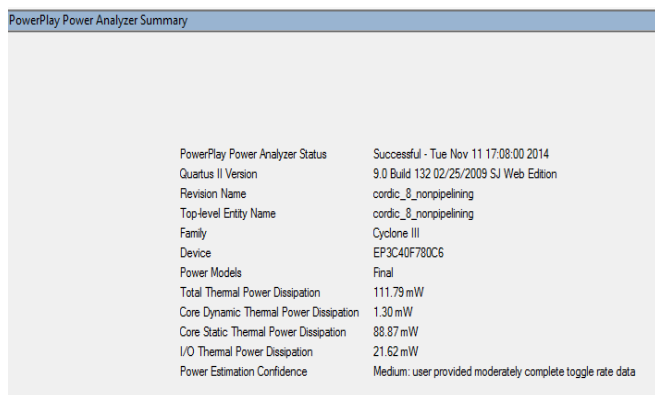 PowerPlay Power Analyzer Summary
PowerPlay Power Analyzer Status Successful - Tue Nov 11 17:08:00 2014
Quartus II Version 9.0 Build 132 02/25/2009 SJ Web Edition
Revision Name cordic_8_nonpipelining
Top-level Entity Name cordic_8_nonpipelining
Family Cyclone III
Device EP3C40F780C6
Power Models Final
Total Thermal Power Dissipation 111.79 mW
Core Dynamic Thermal Power Dissipation 1.30 mW
Core Static Thermal Power Dissipation 88.87 mW
I/O Thermal Power Dissipation 21.62 mW
Power Estimation Confidence Medium: user provided moderately complete toggle rate data